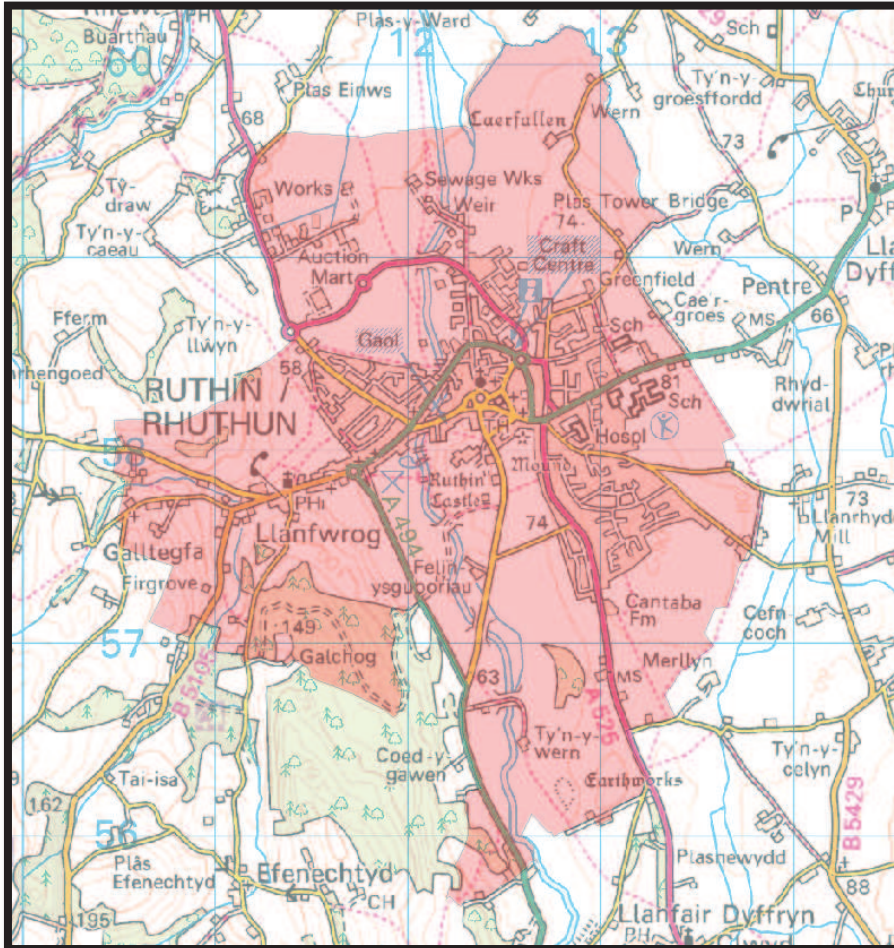 PH
Plas-y-Ward
Buarthau
60
12
13
Sch
Ty'n-y-
groesffordd
Plas Einws
Wern
Caerfallen
68
73
Works
Sewage Wks
Weir
Plas Tower Bridge
74
Tŷ-
draw
Ty'n-y-
caeau
Auction
Mart
Craft
Centre
Wern
Greenfield
Pentre
Cae'r-
groes
MS
66
Fferm
Ty'n-y-
llŵyn
Gaol
Sch
58
RUTHIN /
RHUTHUN
81
Sch
Rhyd-
dwrial
TH
Hospl
58
Mound
Ruthin
Castle
PH
A 494
74
73
Llanrhydd
Mill
Llanfwrog
Galltegfa
Firgrove
Felin-
ysguboriau
Cantaba
Fm
Cefn-
coch
57
149
Galchog
Merllyn
63
MS
B 5105
A 525
Ty'n-y-
wern
Coed-y-
gawen
Ty'n-y-
celyn
Tai-isa
Earthworks
162
B 5429
56
Plâs
Efenechtyd
Efenechtyd
CH
Plasnewydd
88
195
Llanfair Dyffryn
PH